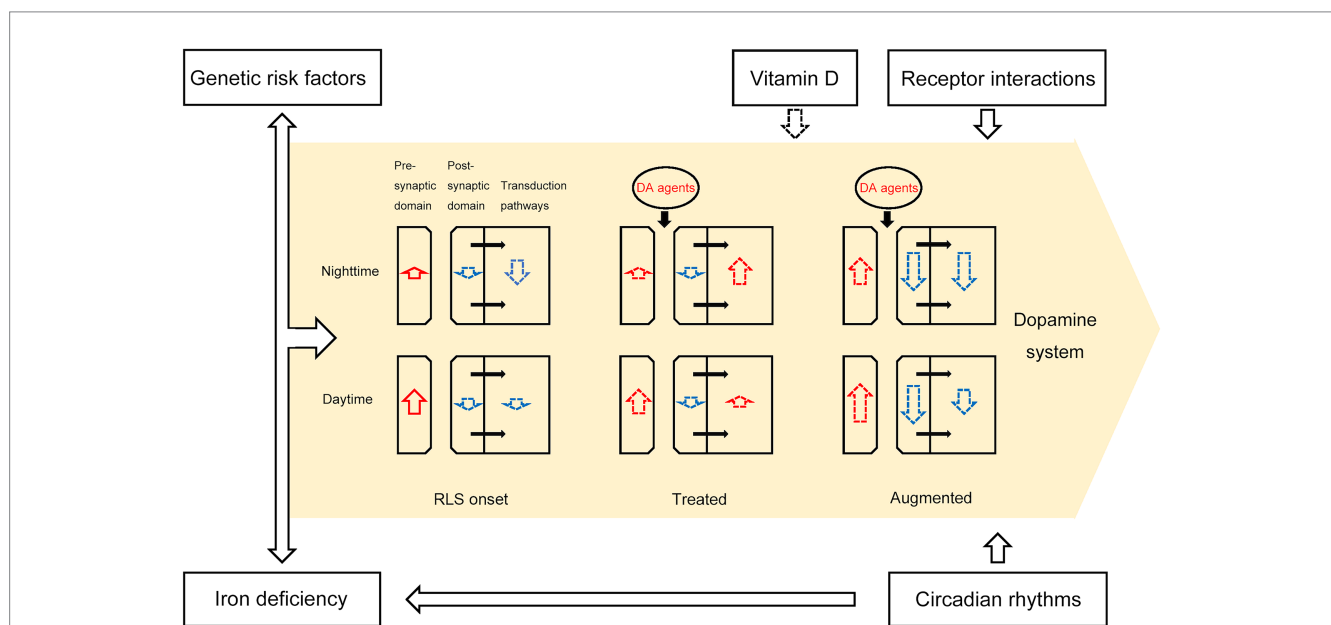 Genetic risk factors
Vitamin D
Receptor interactions
Pre-
synaptic
domain
Post-
synaptic
domain
Transduction
pathways
DA agents
DA agents
Nighttime
Dopamine
system
Daytime
RLS onset
Treated
Augmented
Iron deficiency
Circadian rhythms